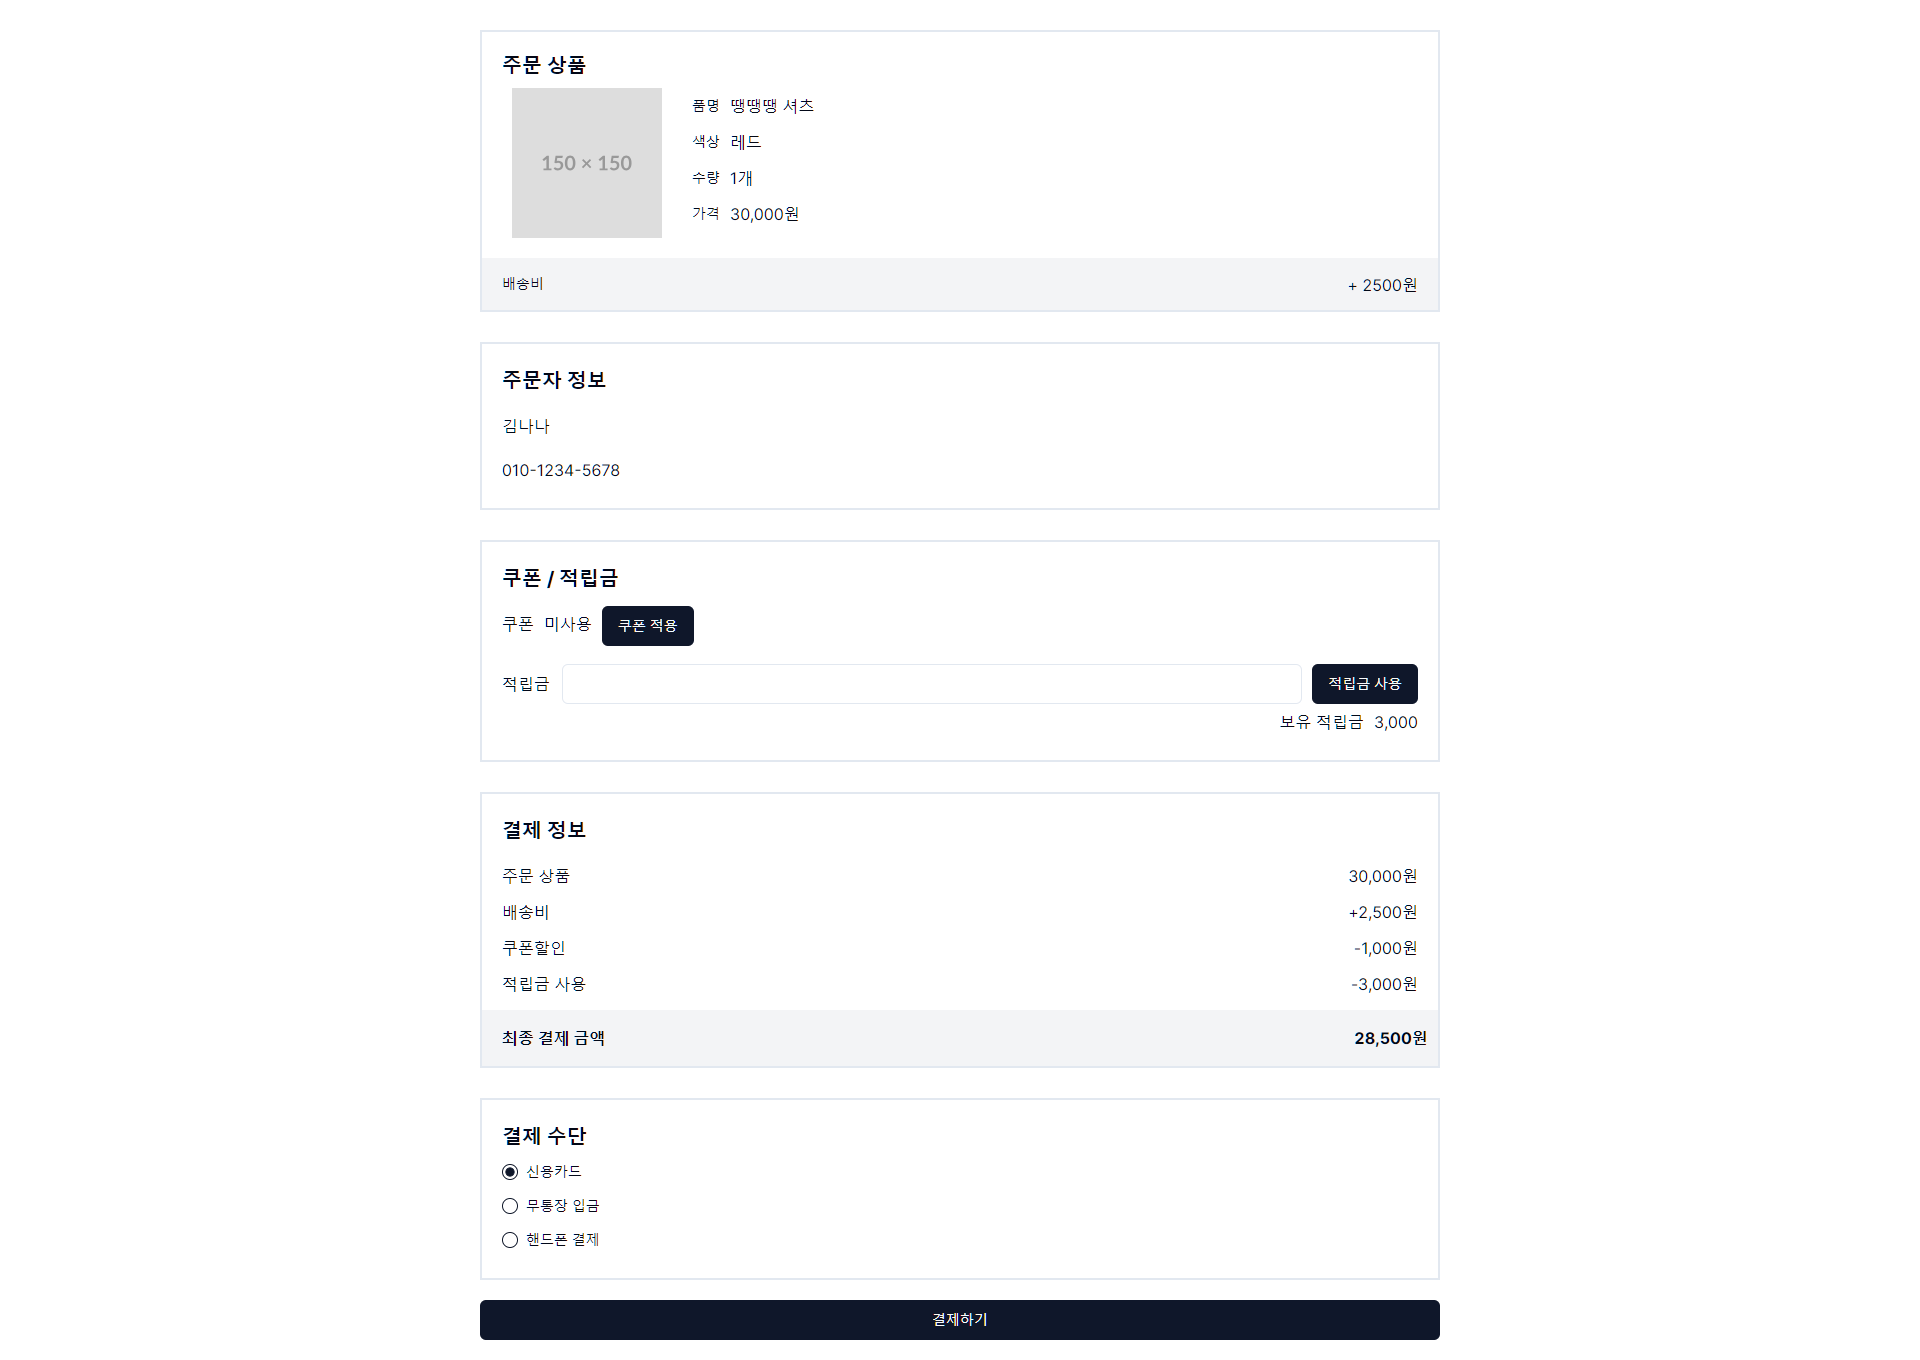 주문 상품
150 × 150
품명 땡땡땡 셔츠
색상 레드
수량 1개
가격 30,000원
배송비 + 2500원
주문자 정보
김나나
010-1234-5678
쿠폰 / 적립금
쿠폰 미사용 쿠폰 적용
적립금 적립금 사용
보유 적립금 3,000
결제 정보
주문 상품 30,000원
배송비 +2,500원
쿠폰할인 -1,000원
적립금 사용 -3,000원
최종 결제 금액 28,500원
결제 수단
신용카드
무통장 입금
핸드폰 결제
결제하기